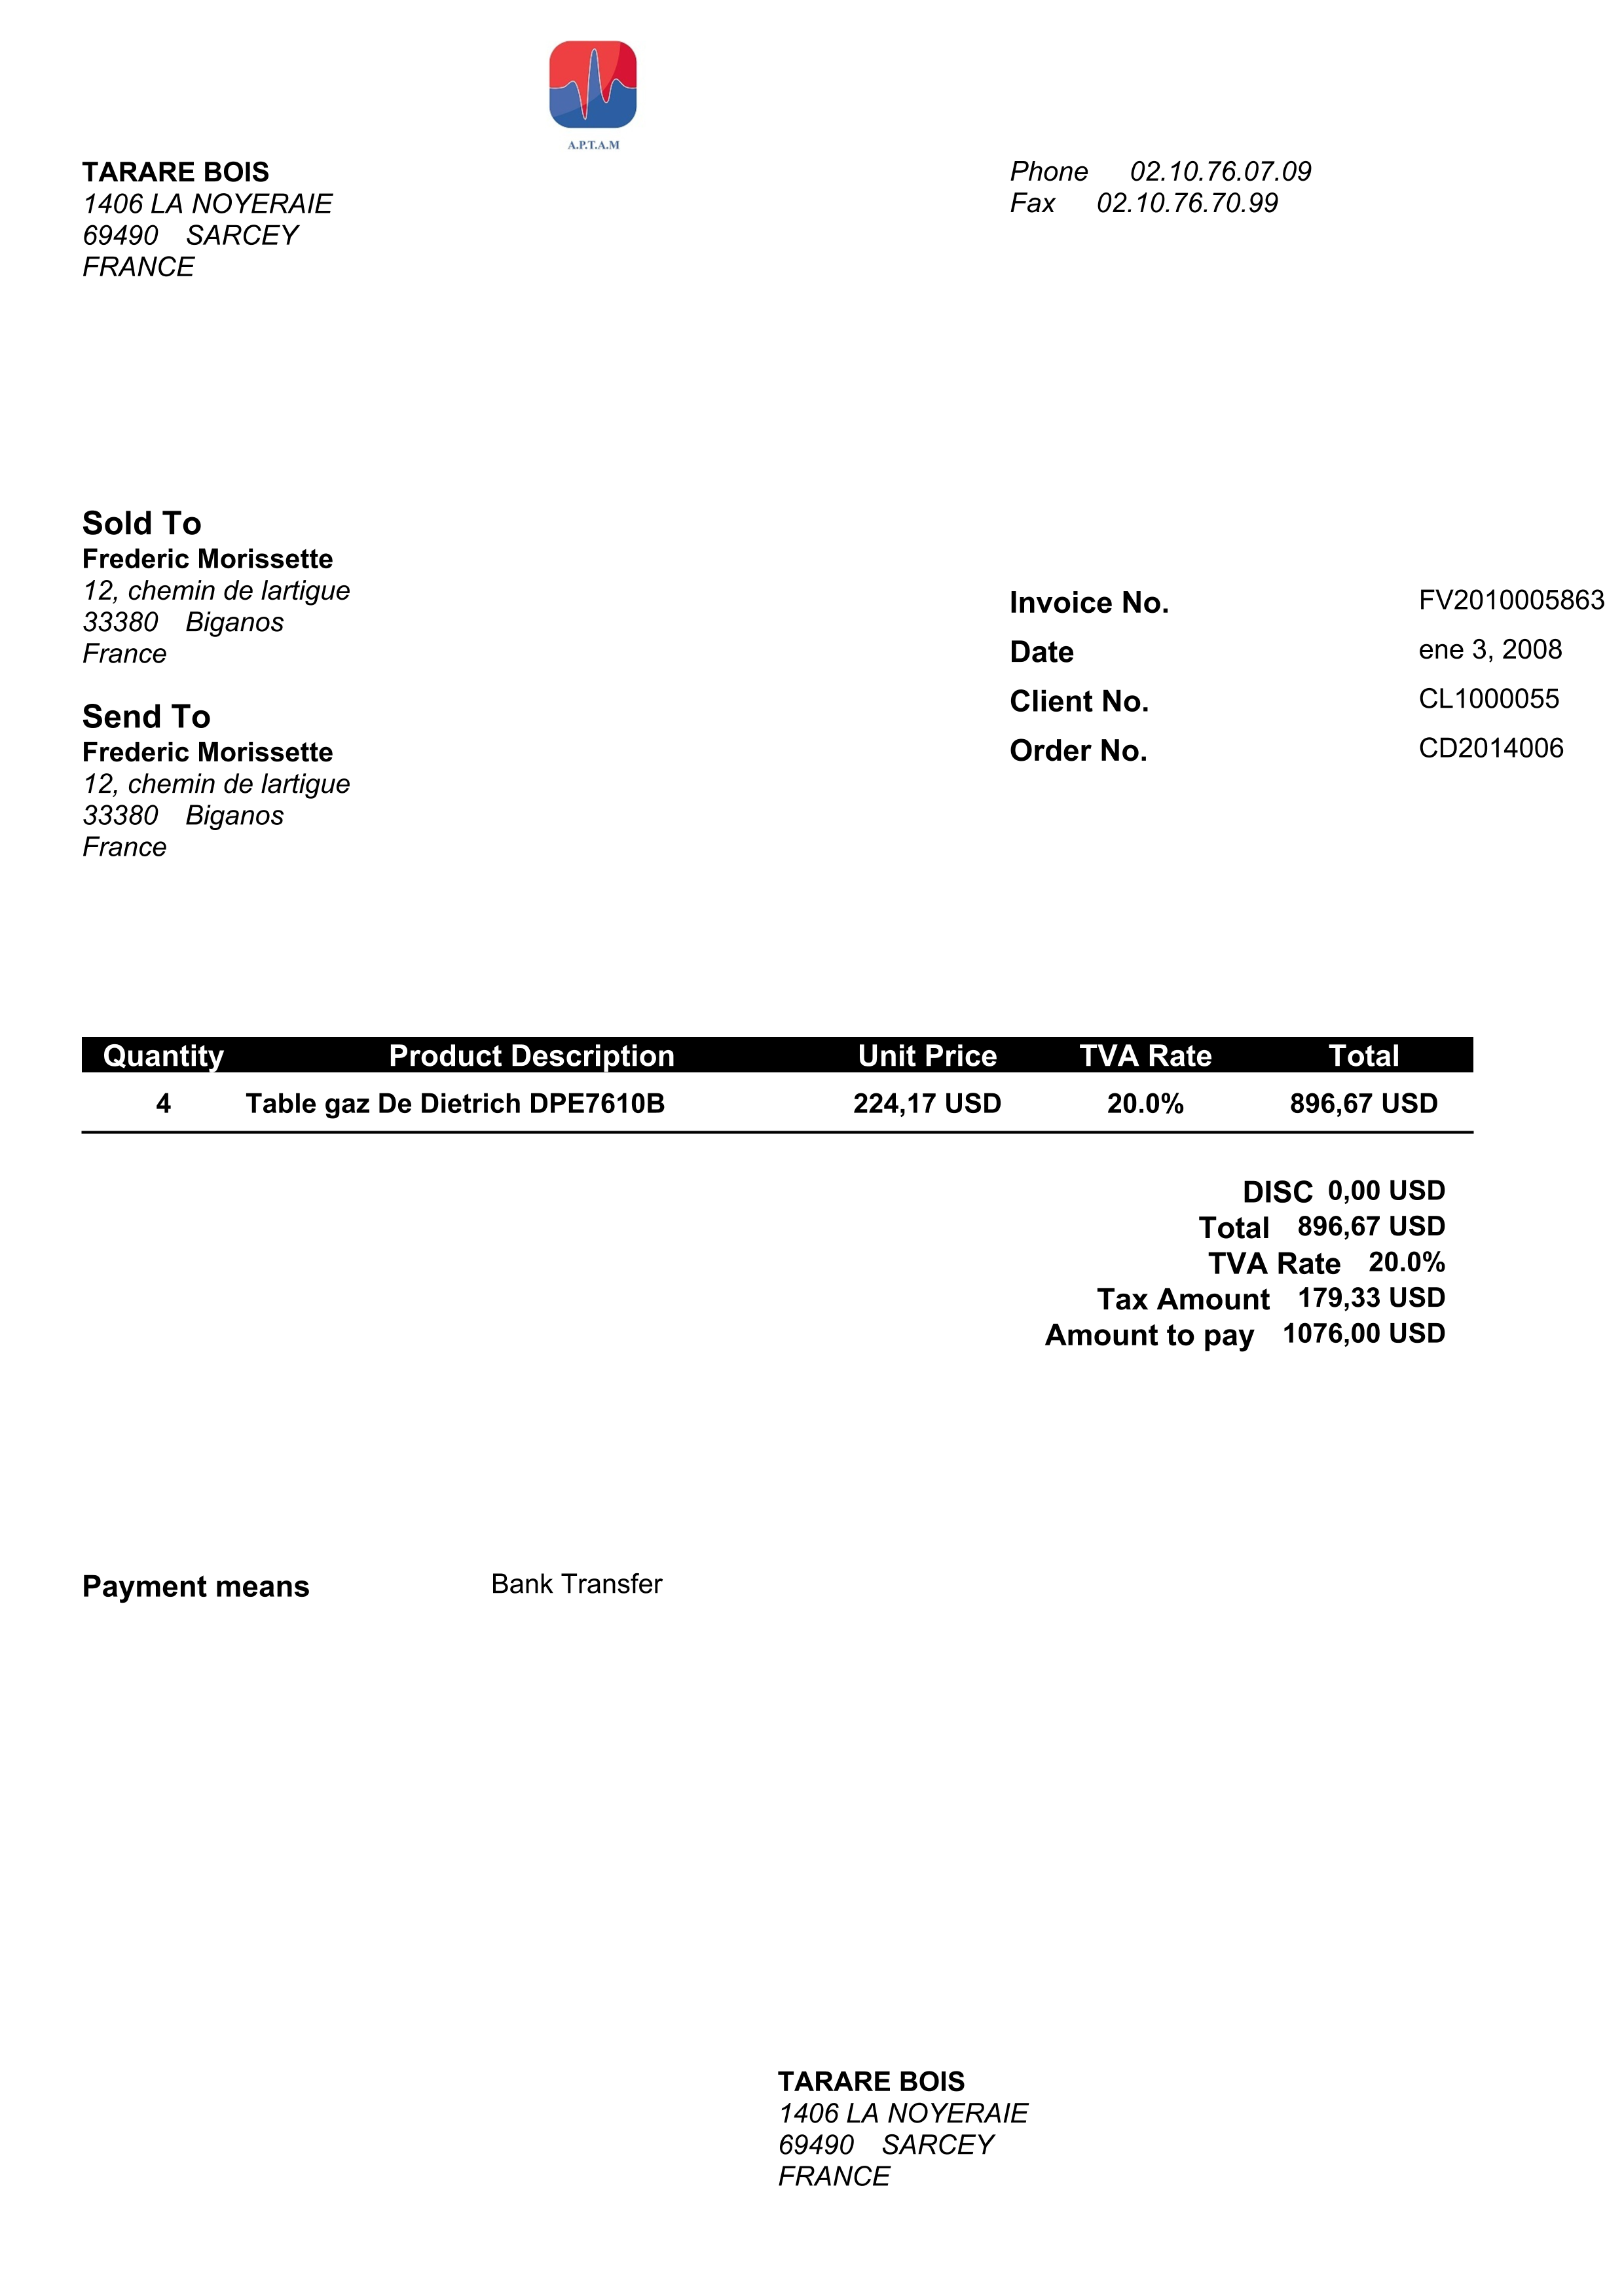 A.P.T.A.M
TARARE BOIS
1406 LA NOYERAIE
69490 SARCEY
FRANCE
Phone 02.10.76.07.09
Fax 02.10.76.70.99
Sold To
Frederic Morissette
12, chemin de lartigue
33380 Biganos
France
Send To
Frederic Morissette
12, chemin de lartigue
33380 Biganos
France
Invoice No. FV2010005863
Date ene 3, 2008
Client No. CL1000055
Order No. CD2014006
Quantity Product Description Unit Price TVA Rate Total
4 Table gaz De Dietrich DPE7610B 224,17 USD 20.0% 896,67 USD
DISC 0,00 USD
Total 896,67 USD
TVA Rate 20.0%
Tax Amount 179,33 USD
Amount to pay 1076,00 USD
Payment means Bank Transfer
TARARE BOIS
1406 LA NOYERAIE
69490 SARCEY
FRANCE